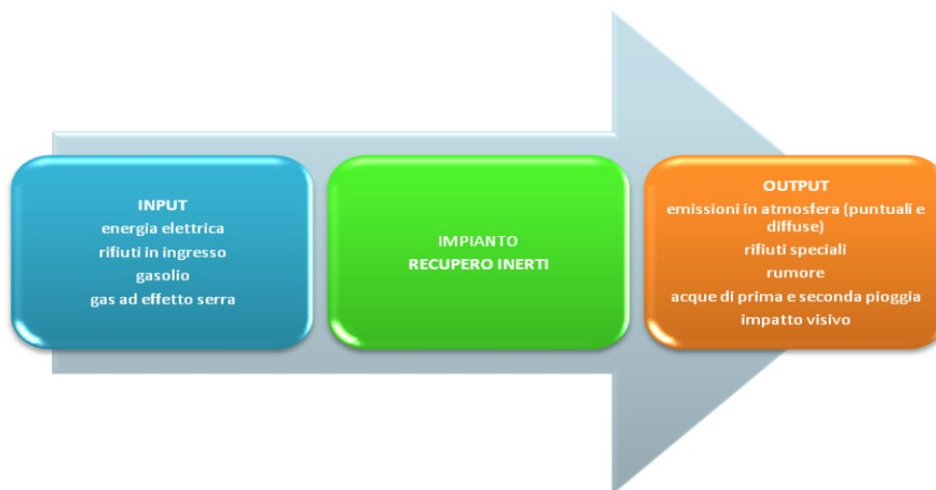 INPUT
energia elettrica
rifiuti in ingresso
gasolio
gas ad effetto serra
IMPIANTO
RECUPERO INERTI
OUTPUT
emissioni in atmosfera (puntuali e
diffuse)
rifiuti speciali
rumore
acque di prima e seconda pioggia
impatto visivo